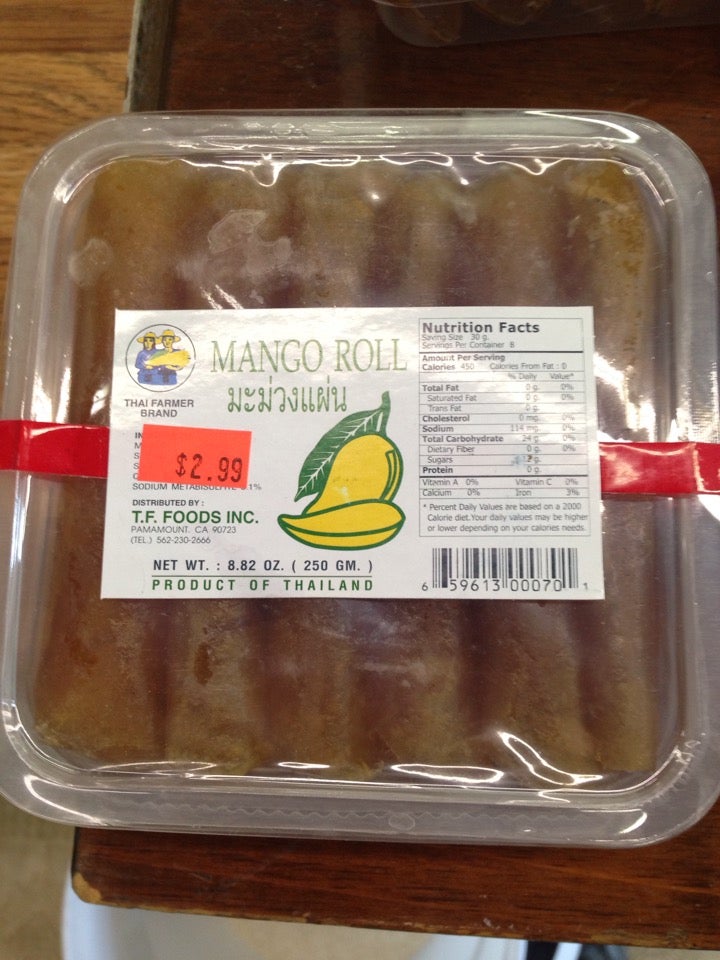 THAI FARMER
BRAND
MANGO ROLL
มะม่วงแผ่น
$2.99
SODIUM METABISULFITE 0.1%
DISTRIBUTED BY :
T.F. FOODS INC.
PAMAMOUNT. CA 90723
(TEL.) 562-230-2666
NET WT. : 8.82 OZ. ( 250 GM. )
PRODUCT OF THAILAND
Nutrition Facts
Saving Size 30 g.
Servings Per Container 8
Amount Per Serving
Calories 450 Calories From Fat : 0
% Daily Value*
Total Fat 0 g. 0%
Saturated Fat 0 g. 0%
Trans Fat 0 g.
Cholesterol 0 mg. 0%
Sodium 114 mg. 0%
Total Carbohydrate 24 g. 0%
Dietary Fiber 0 g. 0%
Sugars
Protein 0 g.
Vitamin A 0% Vitamin C 0%
Calcium 0% Iron 3%
* Percent Daily Values are based on a 2000
Calorie diet. Your daily values may be higher
or lower depending on your calories needs.
6 59613 00070 1